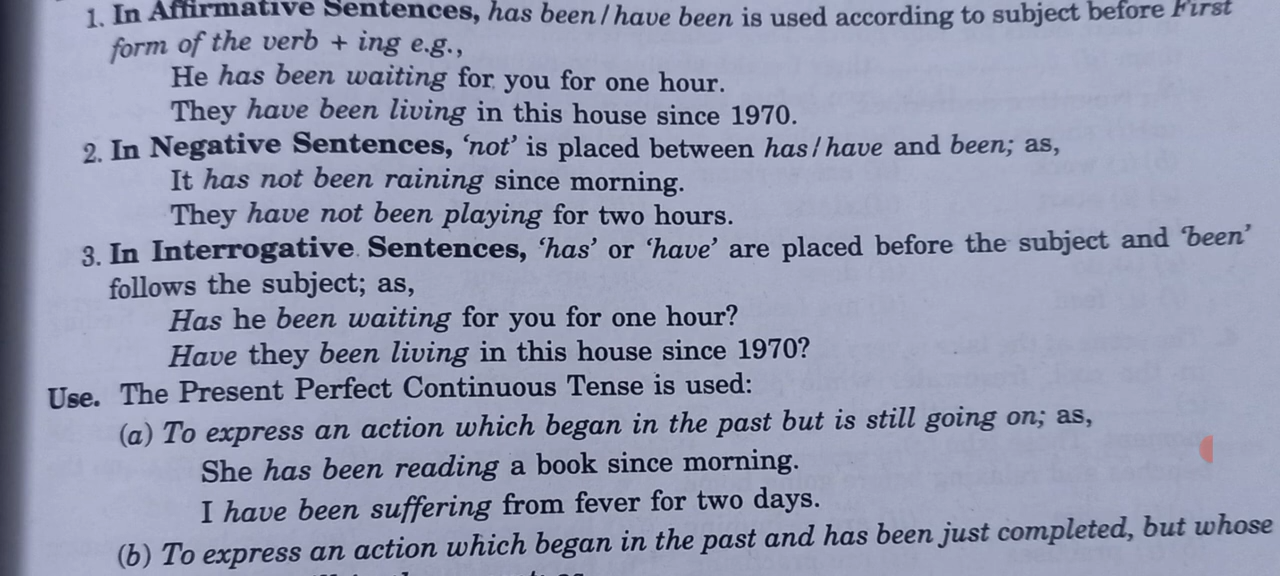 1. In Affirmative Sentences, has been / have been is used according to subject before First
form of the verb + ing e.g.,
He has been waiting for you for one hour.
They have been living in this house since 1970.
2. In Negative Sentences, ‘not’ is placed between has / have and been; as,
It has not been raining since morning.
They have not been playing for two hours.
3. In Interrogative Sentences, ‘has’ or ‘have’ are placed before the subject and ‘been’
follows the subject; as,
Has he been waiting for you for one hour?
Have they been living in this house since 1970?
Use. The Present Perfect Continuous Tense is used:
(a) To express an action which began in the past but is still going on; as,
She has been reading a book since morning.
I have been suffering from fever for two days.
(b) To express an action which began in the past and has been just completed, but whose